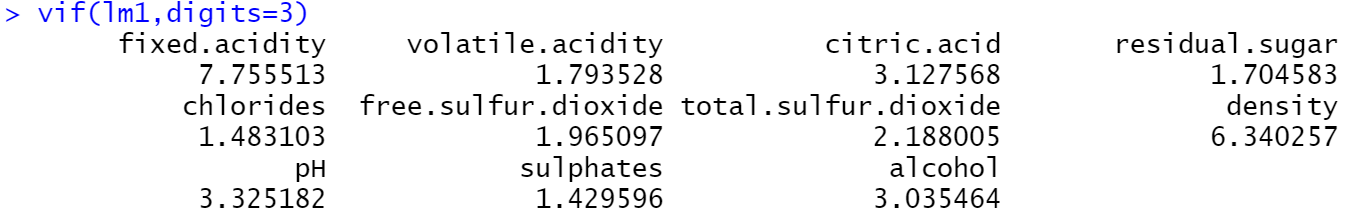 > vif(lm1,digits=3)
fixed.acidity volatile.acidity citric.acid residual.sugar
7.755513 1.793528 3.127568 1.704583
chlorides free.sulfur.dioxide total.sulfur.dioxide density
1.483103 1.965097 2.188005 6.340257
pH sulphates alcohol
3.325182 1.429596 3.035464